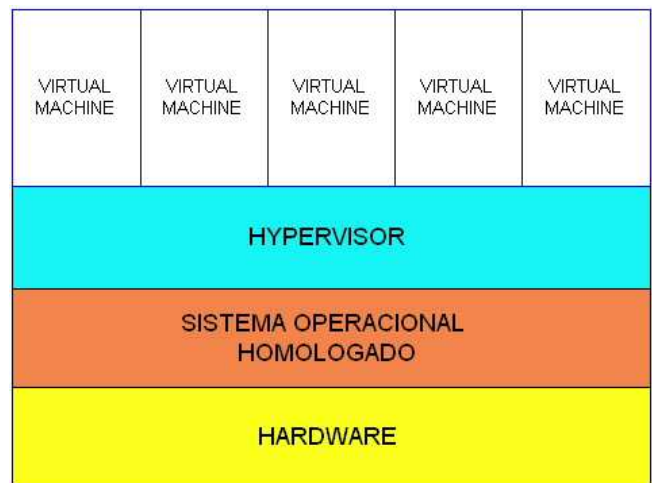 VIRTUAL
MACHINE
VIRTUAL
MACHINE
VIRTUAL
MACHINE
VIRTUAL
MACHINE
VIRTUAL
MACHINE
HYPERVISOR
SISTEMA OPERACIONAL
HOMOLOGADO
HARDWARE